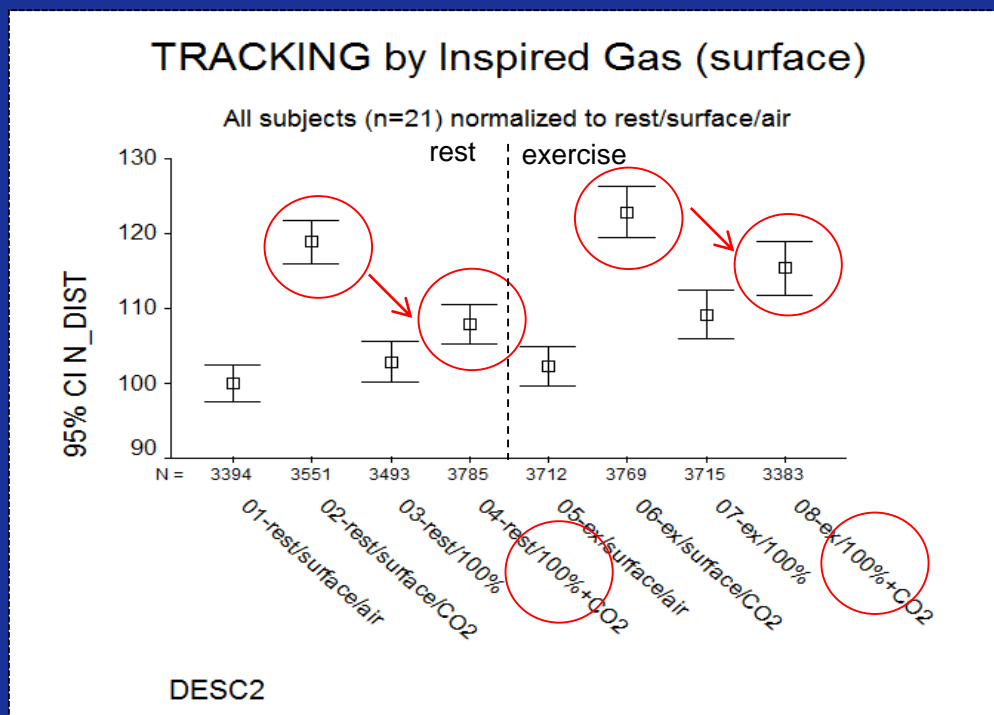 TRACKING by Inspired Gas (surface)
All subjects (n=21) normalized to rest/surface/air
rest exercise
130
120
110
100
90
95% CI N_DIST
N = 3394 3551 3493 3785 3712 3769 3715 3383
01-rest/surface/air
02-rest/surface/CO2
03-rest/100%
04-rest/100%+CO2
05-ex/surface/air
06-ex/surface/CO2
07-ex/100%
08-ex/100%+CO2
DESC2